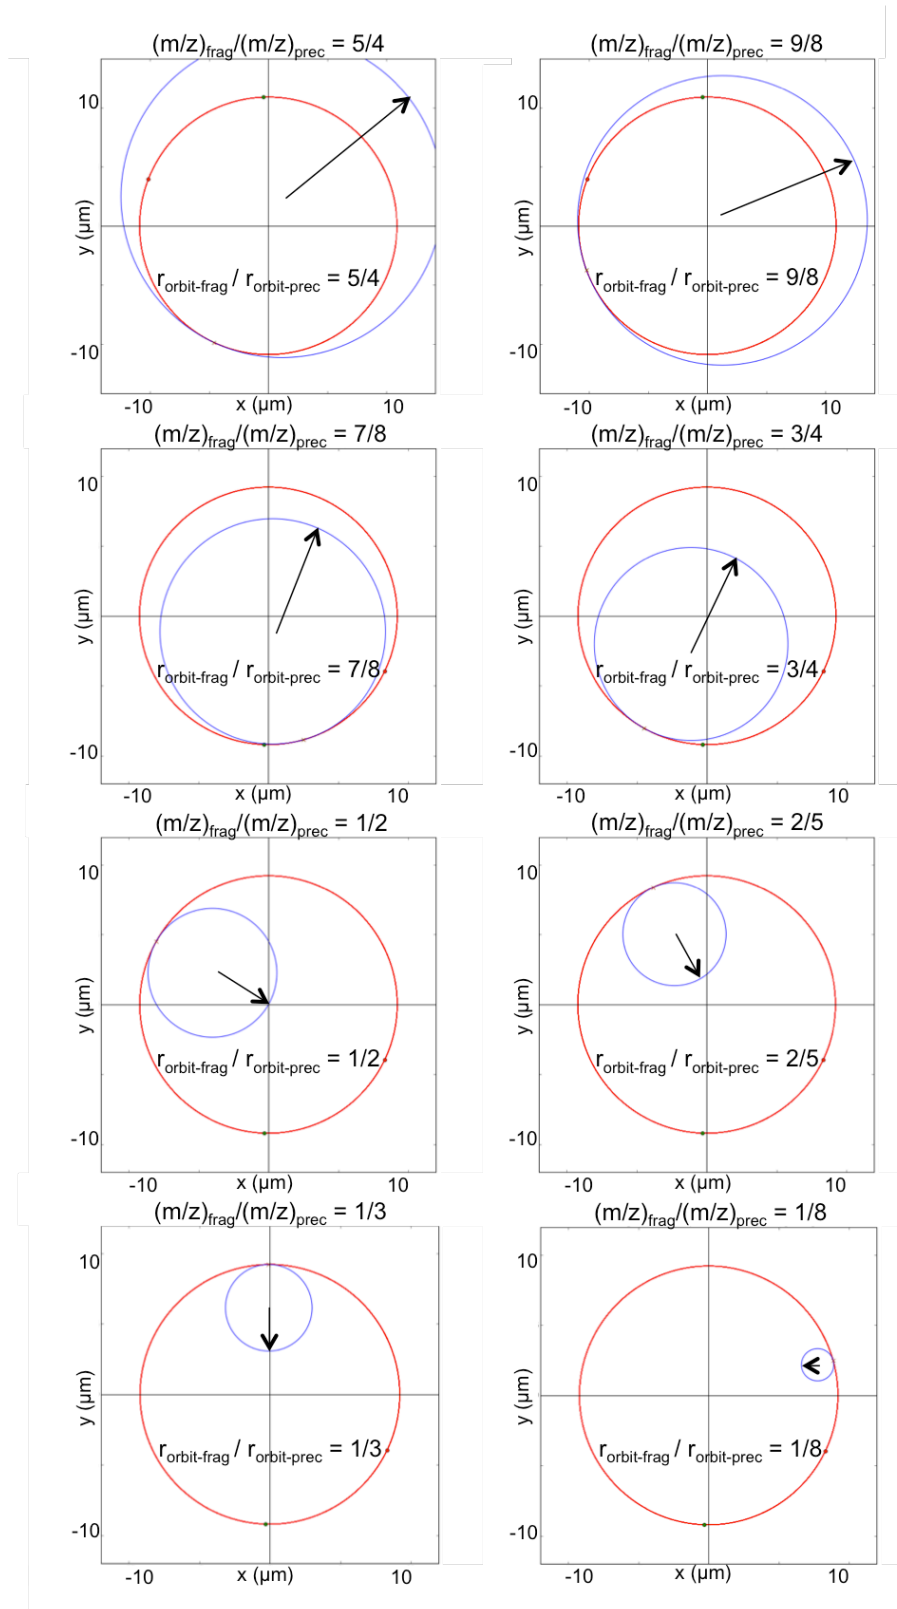 (m/z)frag/(m/z)prec = 5/4
10
y (µm)
rorbit-frag / rorbit-prec = 5/4
-10
-10 x (µm) 10
(m/z)frag/(m/z)prec = 9/8
10
y (µm)
rorbit-frag / rorbit-prec = 9/8
-10
-10 x (µm) 10
(m/z)frag/(m/z)prec = 7/8
10
y (µm)
rorbit-frag / rorbit-prec = 7/8
-10
-10 x (µm) 10
(m/z)frag/(m/z)prec = 3/4
10
y (µm)
rorbit-frag / rorbit-prec = 3/4
-10
-10 x (µm) 10
(m/z)frag/(m/z)prec = 1/2
10
y (µm)
rorbit-frag / rorbit-prec = 1/2
-10
-10 x (µm) 10
(m/z)frag/(m/z)prec = 2/5
10
y (µm)
rorbit-frag / rorbit-prec = 2/5
-10
-10 x (µm) 10
(m/z)frag/(m/z)prec = 1/3
10
y (µm)
rorbit-frag / rorbit-prec = 1/3
-10
-10 x (µm) 10
(m/z)frag/(m/z)prec = 1/8
10
y (µm)
rorbit-frag / rorbit-prec = 1/8
-10
-10 x (µm) 10